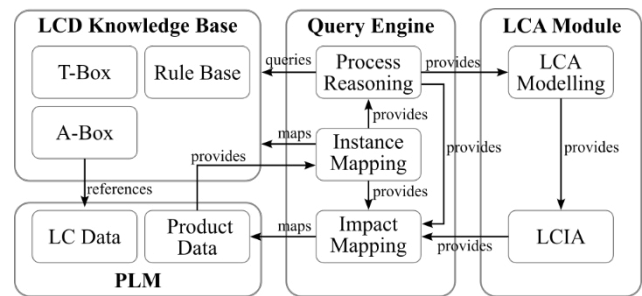 LCD Knowledge Base
T-Box
Rule Base
A-Box
references
LC Data
Product
Data
PLM
queries
maps
provides
maps
Query Engine
Process
Reasoning
provides
Instance
Mapping
provides
provides
Impact
Mapping
provides
provides
LCA Module
LCA
Modelling
provides
LCIA